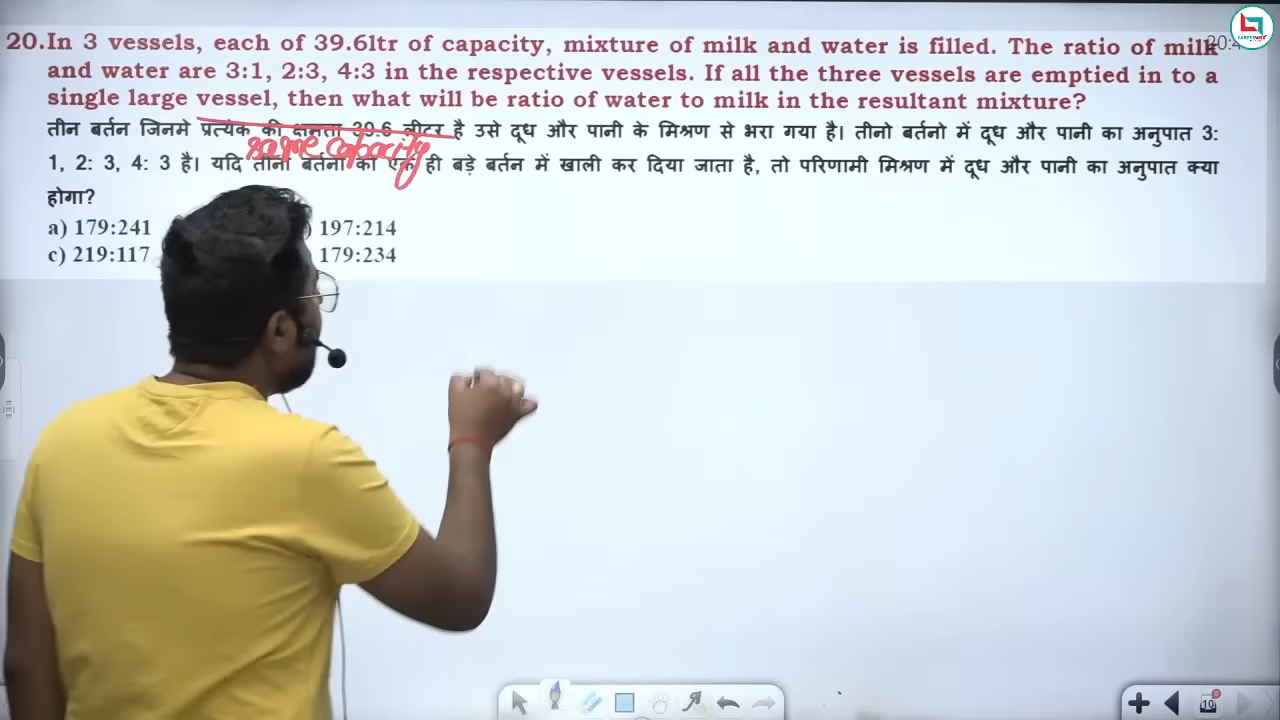 20.In 3 vessels, each of 39.6ltr of capacity, mixture of milk and water is filled. The ratio of milk
and water are 3:1, 2:3, 4:3 in the respective vessels. If all the three vessels are emptied in to a
single large vessel, then what will be ratio of water to milk in the resultant mixture?
तीन बर्तन जिनमे प्रत्येक की क्षमता 39.6 लीटर है उसे दूध और पानी के मिश्रण से भरा गया है। तीनो बर्तनो में दूध और पानी का अनुपात 3:
same capacity
1, 2: 3, 4: 3 है। यदि तीनो बर्तनो को एक ही बड़े बर्तन में खाली कर दिया जाता है, तो परिणामी मिश्रण में दूध और पानी का अनुपात क्या
होगा?
a) 179:241 ) 197:214
c) 219:117 179:234
10